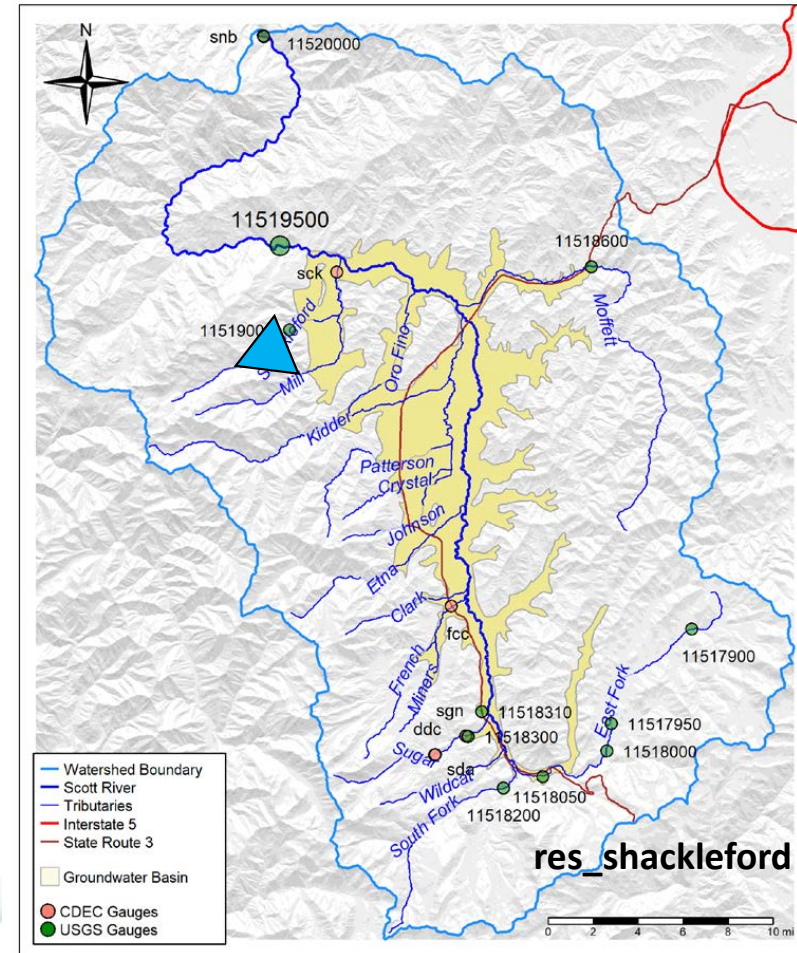 N
snb
11520000
11519500
11518600
sck
1151900
Mill
Oro Fino
Moffett
Kidder
Patterson
Crystal
Johnson
Etna
Clark
fcc
11517900
French
Miners
East Fork
sgn
11518310
11517950
ddc
11518300
11518000
Sugar
sda
Wildcat
11518050
South Fork
11518200
Watershed Boundary
Scott River
Tributaries
Interstate 5
State Route 3
Groundwater Basin
CDEC Gauges
USGS Gauges
res_shackleford
0 2 4 6 8 10 mi